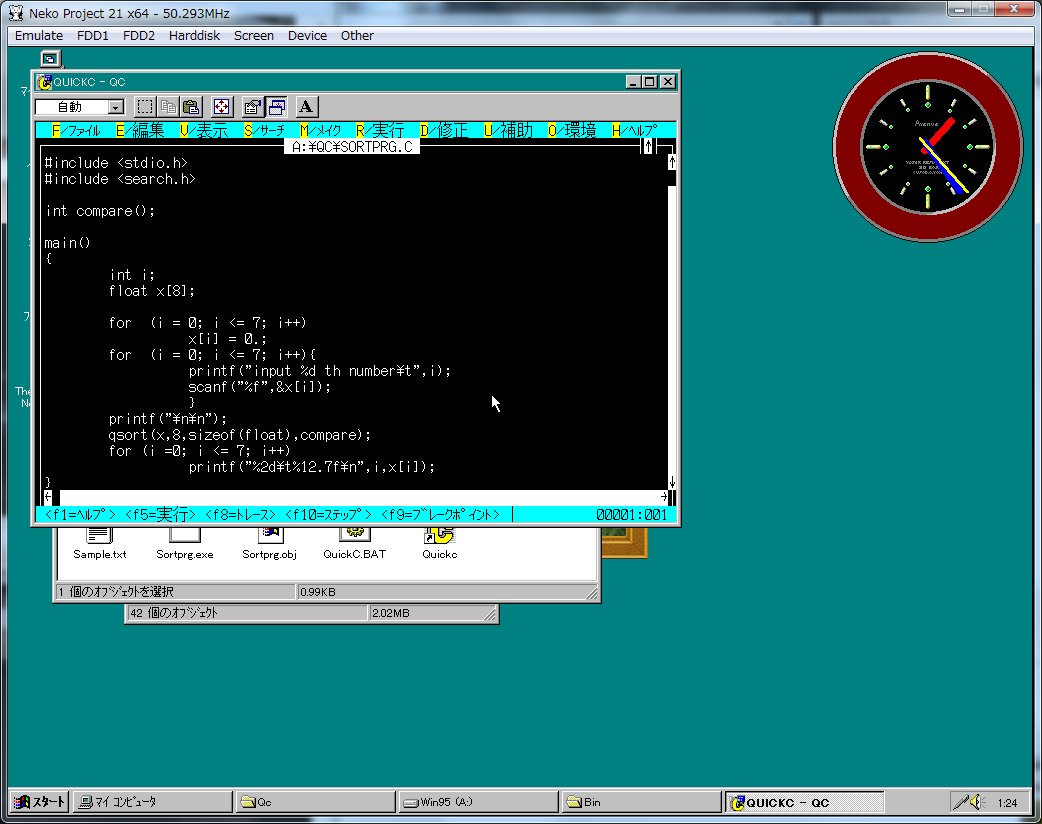 Neko Project 21 x64 - 50.293MHz
Emulate FDD1 FDD2 Harddisk Screen Device Other
QUICKC - QC
自動
A
F/ファイル E/編集 V/表示 S/サーチ M/メイク R/実行 D/修正 U/補助 O/環境 H/ヘルプ
A:¥QC¥SORTPRG.C
#include <stdio.h>
#include <search.h>
int compare();
main()
{
int i;
float x[8];
for (i = 0; i <= 7; i++)
x[i] = 0.;
for (i = 0; i <= 7; i++){
printf("input %d th number¥t",i);
scanf("%f",&x[i]);
}
printf("¥n¥n");
qsort(x,8,sizeof(float),compare);
for (i =0; i <= 7; i++)
printf("%2d¥t%12.7f¥n",i,x[i]);
}
<f1=ヘルプ> <f5=実行> <f8=トレース> <f10=ステップ> <f9=ブレークポイント> 00001:001
Sample.txt Sortprg.exe Sortprg.obj QuickC.BAT Quickc
1 個のオブジェクトを選択 0.99KB
42 個のオブジェクト 2.02MB
スタート マイ コンピュータ Qc Win95 (A:) Bin QUICKC - QC 1:24